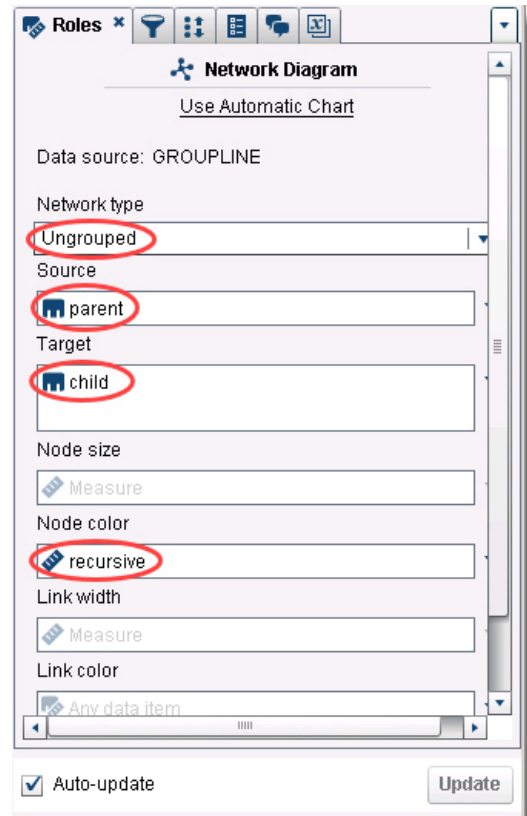 Roles
Network Diagram
Use Automatic Chart
Data source: GROUPLINE
Network type
Ungrouped
Source
parent
Target
child
Node size
Measure
Node color
recursive
Link width
Measure
Link color
Any data item
Auto-update
Update